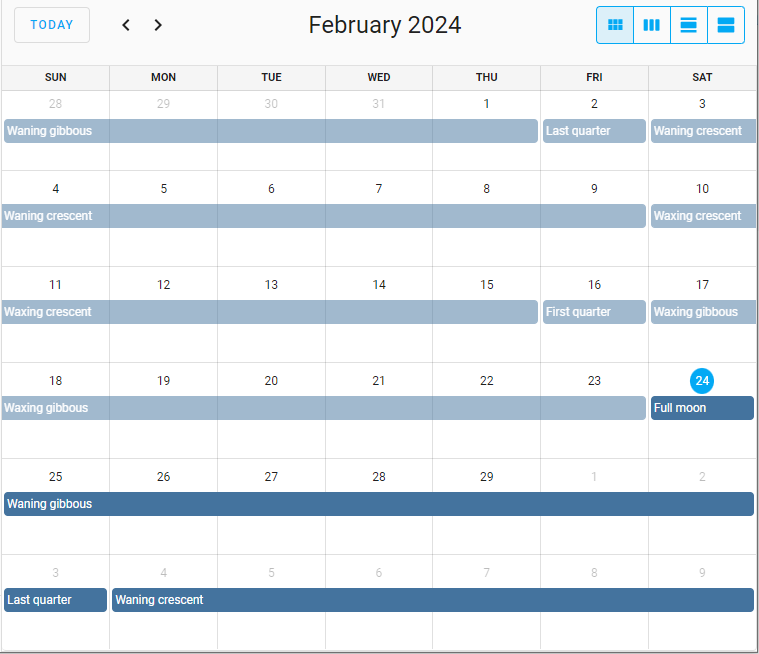 TODAY
February 2024
SUN MON TUE WED THU FRI SAT
28 29 30 31 1 2 3
Waning gibbous Last quarter Waning crescent
4 5 6 7 8 9 10
Waning crescent Waxing crescent
11 12 13 14 15 16 17
Waxing crescent First quarter Waxing gibbous
18 19 20 21 22 23 24
Waxing gibbous Full moon
25 26 27 28 29 1 2
Waning gibbous
3 4 5 6 7 8 9
Last quarter Waning crescent